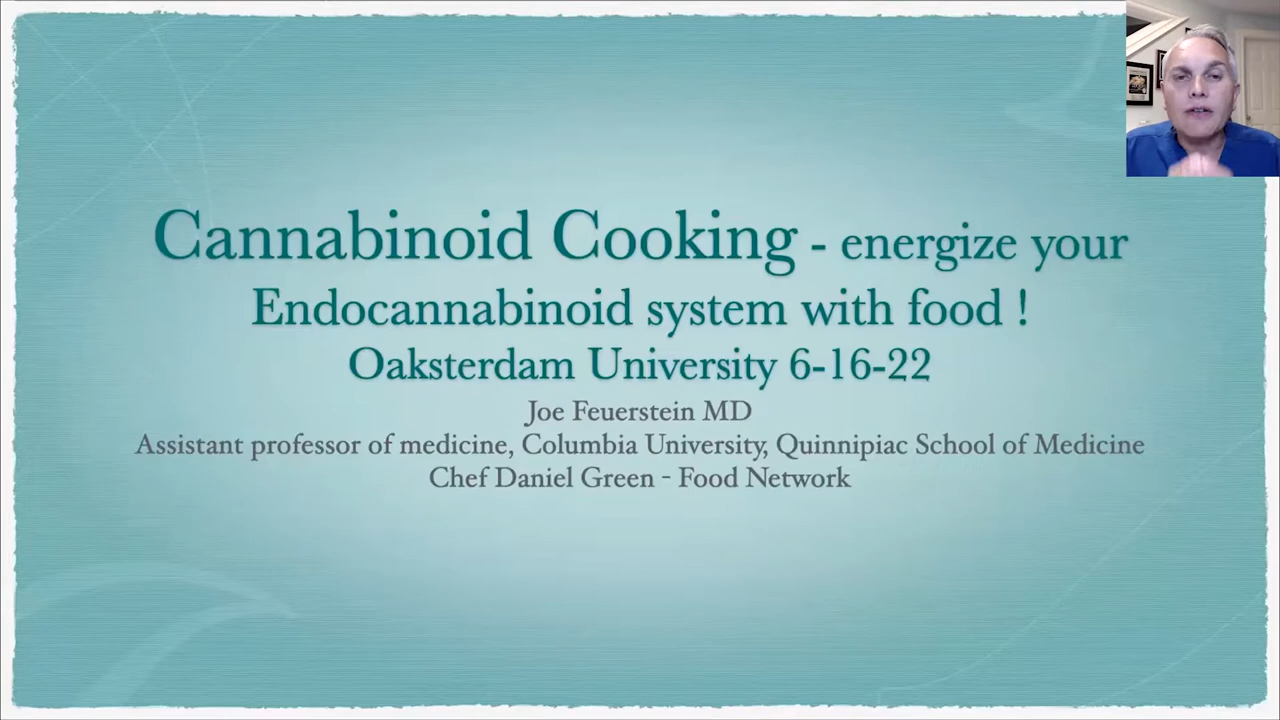 Cannabinoid Cooking - energize your
Endocannabinoid system with food !
Oaksterdam University 6-16-22
Joe Feuerstein MD
Assistant professor of medicine, Columbia University, Quinnipiac School of Medicine
Chef Daniel Green - Food Network